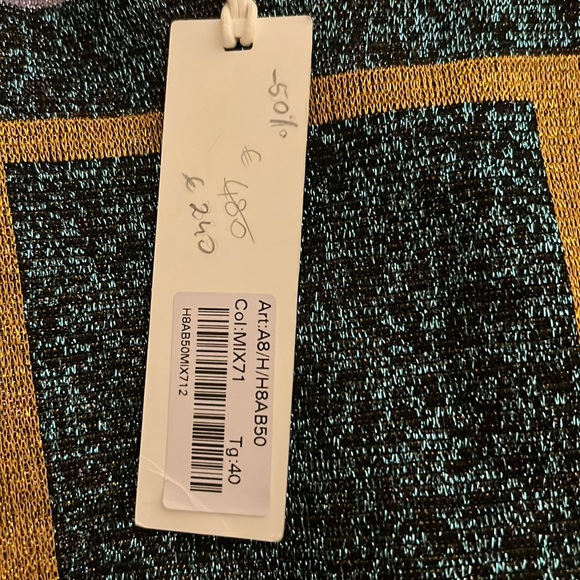 -50%
€ 480
€ 240
Art:A8/H/H8AB50
Col:MIX71 Tg:40
H8AB50MIX712